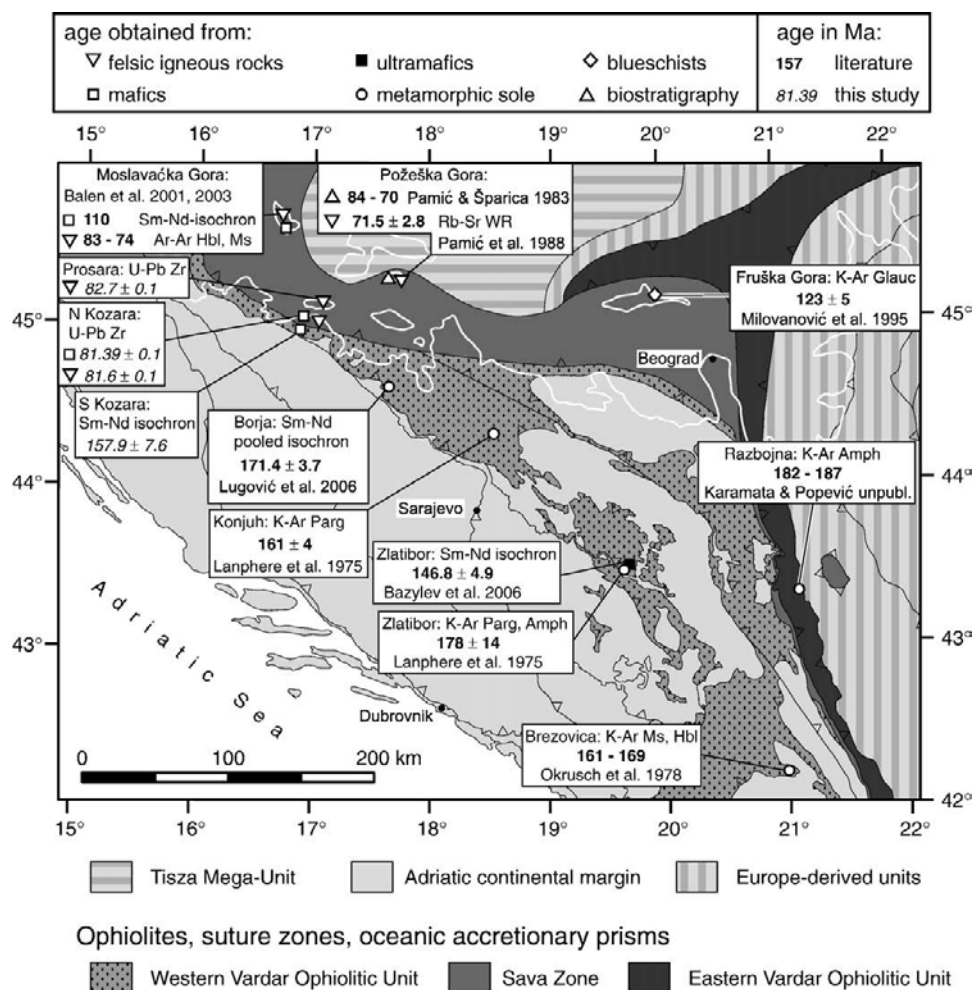 age obtained from:
felsic igneous rocks
ultramafics
blueschists
mafics
metamorphic sole
biostratigraphy
age in Ma:
157 literature
81.39 this study
15° 16° 17° 18° 19° 20° 21° 22°
Moslavačka Gora:
Balen et al. 2001, 2003
110 Sm-Nd-isochron
83 - 74 Ar-Ar Hbl, Ms
Požeška Gora:
84 - 70 Pamić & Šparica 1983
71.5 ± 2.8 Rb-Sr WR
Pamić et al. 1988
Prosara: U-Pb Zr
82.7 ± 0.1
Fruška Gora: K-Ar Glauc
123 ± 5
Milovanović et al. 1995
N Kozara:
U-Pb Zr
81.39 ± 0.1
81.6 ± 0.1
45°
45°
Beograd
S Kozara:
Sm-Nd isochron
157.9 ± 7.6
Borja: Sm-Nd
pooled isochron
171.4 ± 3.7
Lugović et al. 2006
Razbojna: K-Ar Amph
182 - 187
Karamata & Popević unpubl.
44°
44°
Sarajevo
Konjuh: K-Ar Parg
161 ± 4
Lanphere et al. 1975
Zlatibor: Sm-Nd isochron
146.8 ± 4.9
Bazylev et al. 2006
Zlatibor: K-Ar Parg, Amph
178 ± 14
Lanphere et al. 1975
43°
43°
Adriatic Sea
Dubrovnik
Brezovica: K-Ar Ms, Hbl
161 - 169
Okrusch et al. 1978
0 100 200 km
42°
42°
15° 16° 17° 18° 19° 20° 21° 22°
Tisza Mega-Unit
Adriatic continental margin
Europe-derived units
Ophiolites, suture zones, oceanic accretionary prisms
Western Vardar Ophiolitic Unit
Sava Zone
Eastern Vardar Ophiolitic Unit